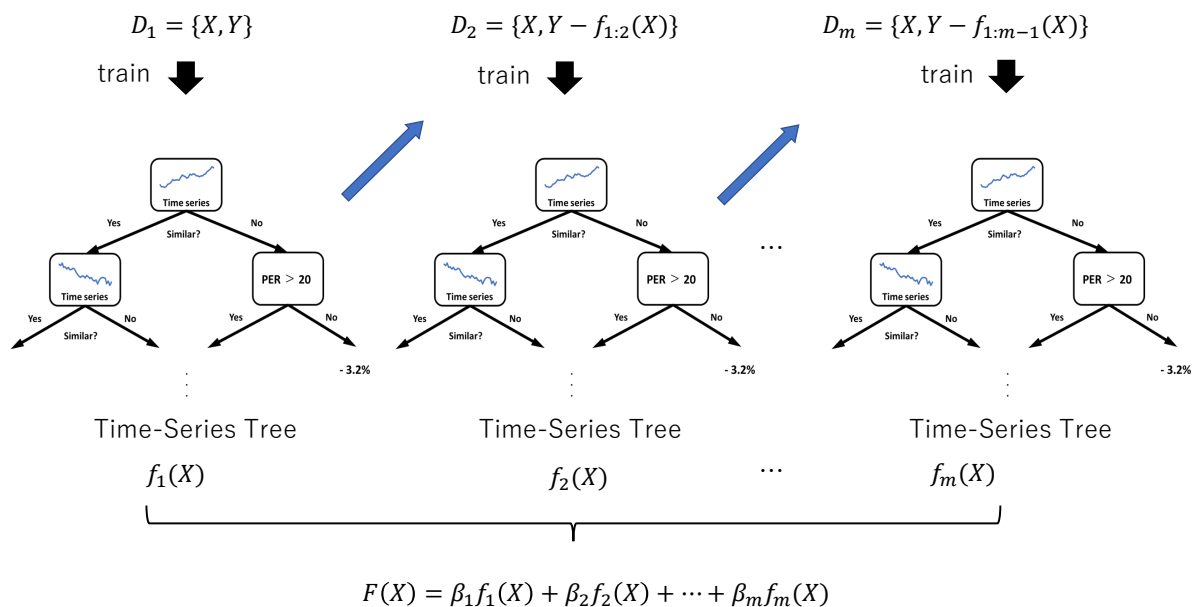 D₁ = {X, Y} D₂ = {X, Y − f₁:₂(X)} Dₘ = {X, Y − f₁:ₘ₋₁(X)}
train train train
Time series Time series Time series
Yes No Yes No Yes No
Similar? Similar? Similar?
Time series PER > 20 Time series PER > 20 Time series PER > 20
...
Yes No Yes No Yes No Yes No Yes No Yes No
Similar? Similar? Similar?
- 3.2% - 3.2% - 3.2%
Time-Series Tree Time-Series Tree Time-Series Tree
f₁(X) f₂(X) ... fₘ(X)
F(X) = β₁f₁(X) + β₂f₂(X) + ⋯ + βₘfₘ(X)